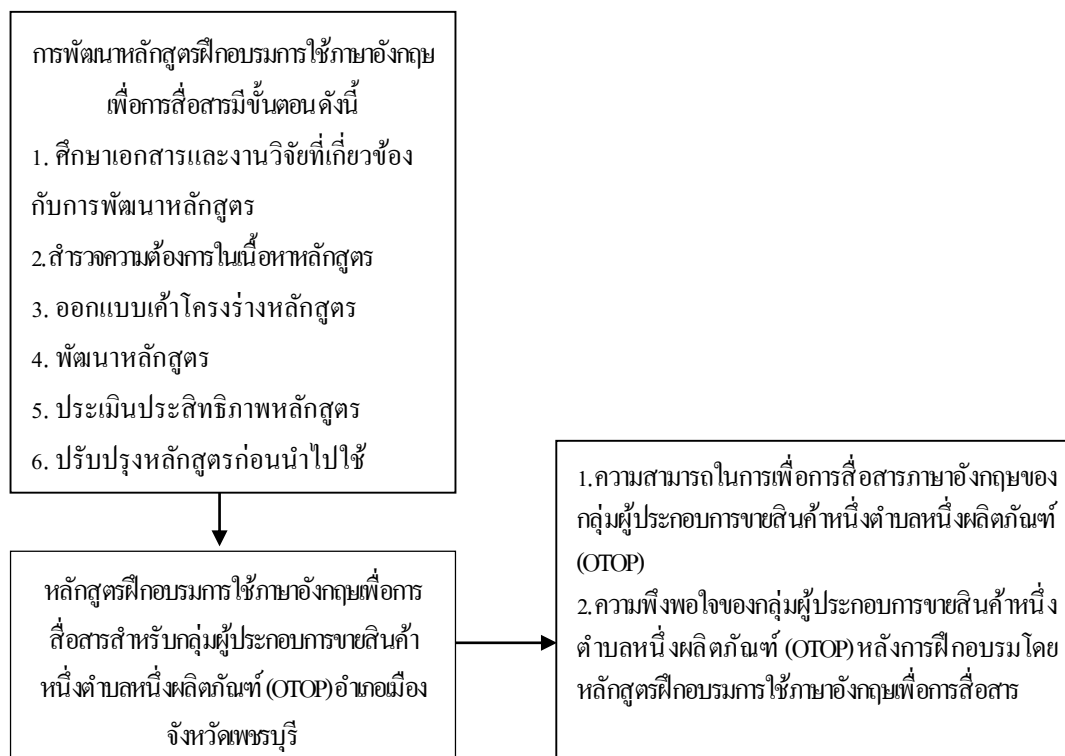 การพัฒนาหลักสูตรฝึกอบรมการใช้ภาษาอังกฤษ
เพื่อการสื่อสารมีขั้นตอนดังนี้
1. ศึกษาเอกสารและงานวิจัยที่เกี่ยวข้อง
กับการพัฒนาหลักสูตร
2.สำรวจความต้องการในเนื้อหาหลักสูตร
3. ออกแบบเค้าโครงร่างหลักสูตร
4. พัฒนาหลักสูตร
5. ประเมินประสิทธิภาพหลักสูตร
6. ปรับปรุงหลักสูตรก่อนนำไปใช้
หลักสูตรฝึกอบรมการใช้ภาษาอังกฤษเพื่อการ
สื่อสารสำหรับกลุ่มผู้ประกอบการขายสินค้า
หนึ่งตำบลหนึ่งผลิตภัณฑ์ (OTOP) อำเภอเมือง
จังหวัดเพชรบุรี
1.ความสามารถในการเพื่อการสื่อสารภาษาอังกฤษของ
กลุ่มผู้ประกอบการขายสินค้าหนึ่งตำบลหนึ่งผลิตภัณฑ์
(OTOP)
2.ความพึงพอใจของกลุ่มผู้ประกอบการขายสินค้าหนึ่ง
ตำบลหนึ่งผลิตภัณฑ์ (OTOP) หลังการฝึกอบรมโดย
หลักสูตรฝึกอบรมการใช้ภาษาอังกฤษเพื่อการสื่อสาร